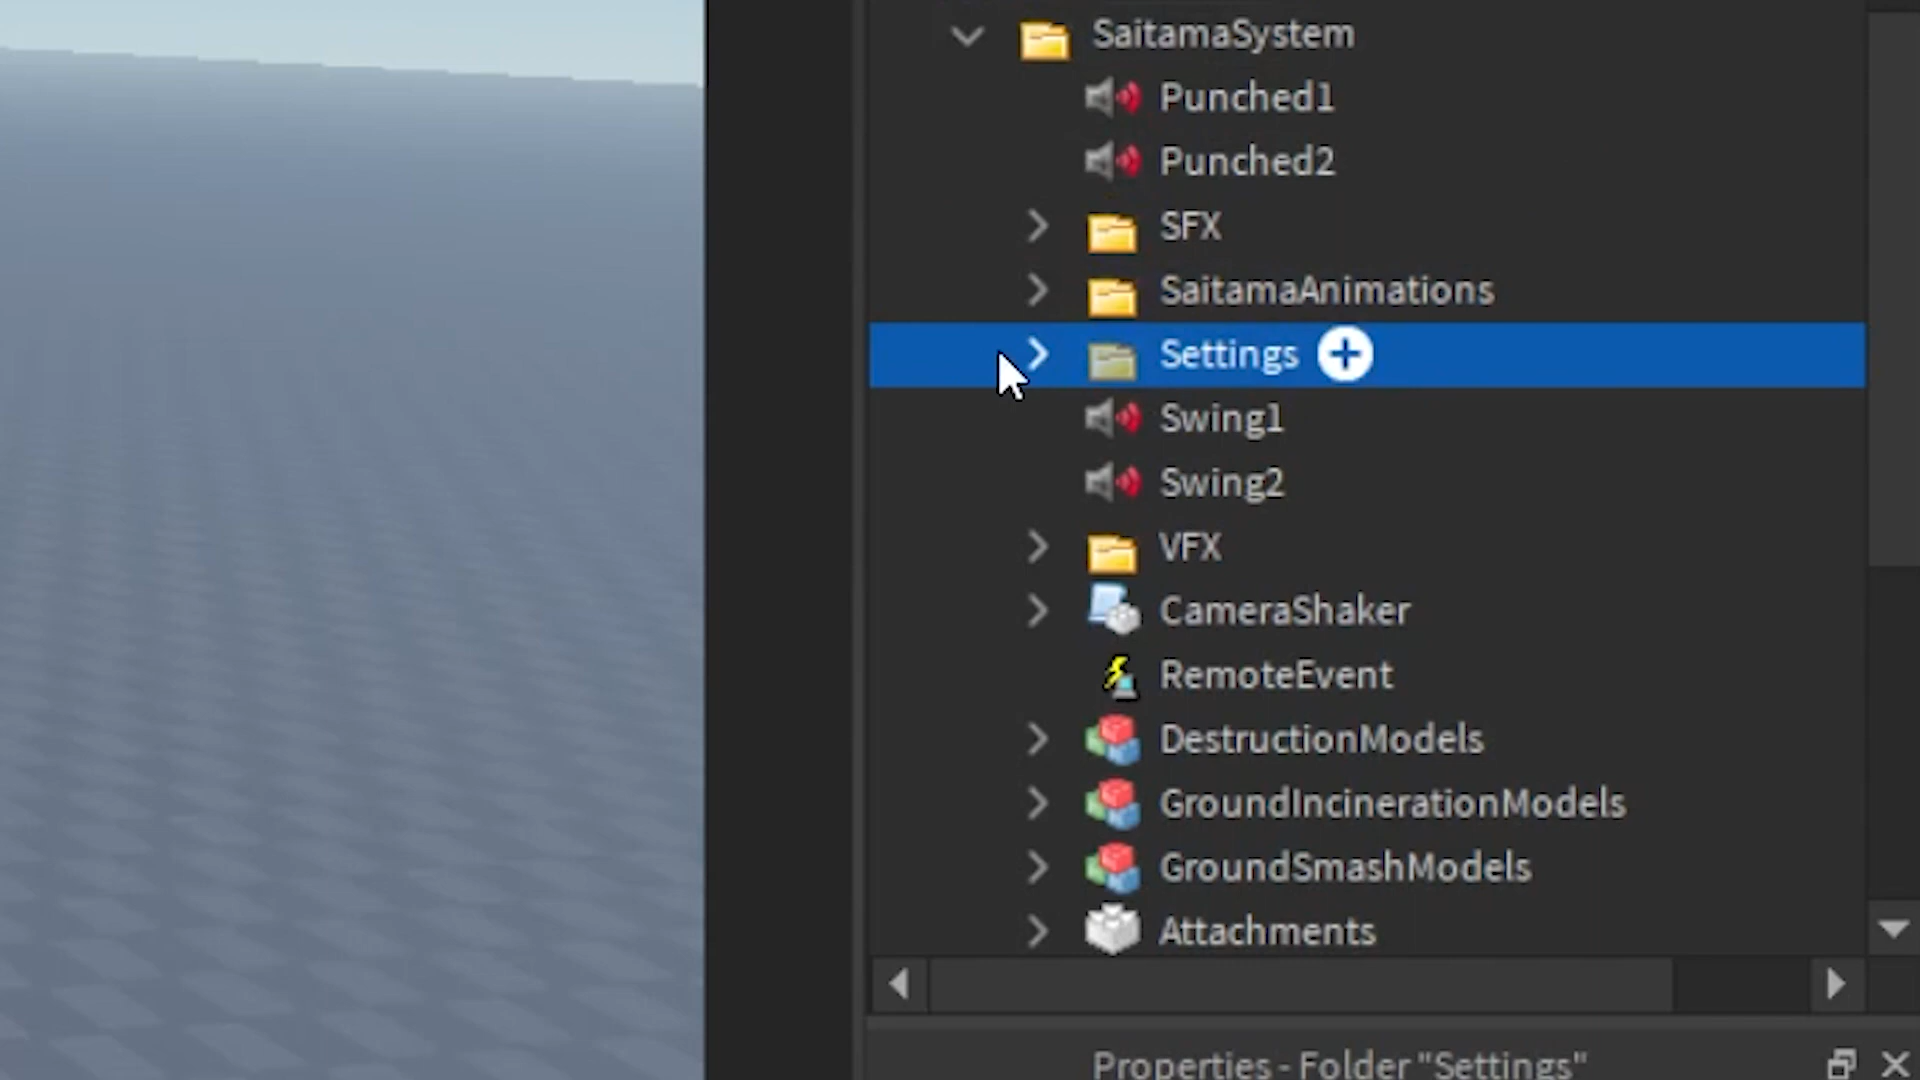 SaitamaSystem
Punched1
Punched2
SFX
SaitamaAnimations
Settings
Swing1
Swing2
VFX
CameraShaker
RemoteEvent
DestructionModels
GroundIncinerationModels
GroundSmashModels
Attachments
Properties - Folder "Settings"